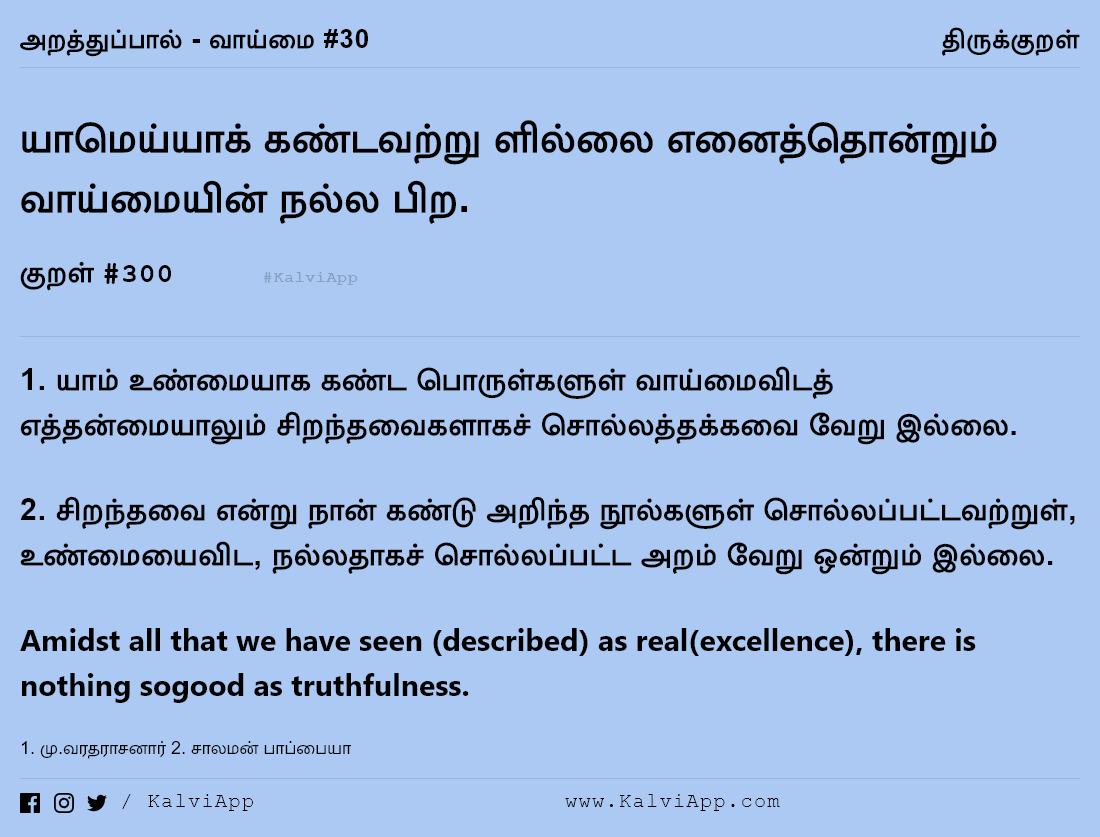 அறத்துப்பால் - வாய்மை #30
திருக்குறள்
யாமெய்யாக் கண்டவற்று ளில்லை எனைத்தொன்றும்
வாய்மையின் நல்ல பிற.
குறள் #300
#KalviApp
1. யாம் உண்மையாக கண்ட பொருள்களுள் வாய்மைவிடத்
எத்தன்மையாலும் சிறந்தவைகளாகச் சொல்லத்தக்கவை வேறு இல்லை.
2. சிறந்தவை என்று நான் கண்டு அறிந்த நூல்களுள் சொல்லப்பட்டவற்றுள்,
உண்மையைவிட, நல்லதாகச் சொல்லப்பட்ட அறம் வேறு ஒன்றும் இல்லை.
Amidst all that we have seen (described) as real(excellence), there is
nothing sogood as truthfulness.
1. மு.வரதராசனார் 2. சாலமன் பாப்பையா
/ KalviApp
www.KalviApp.com